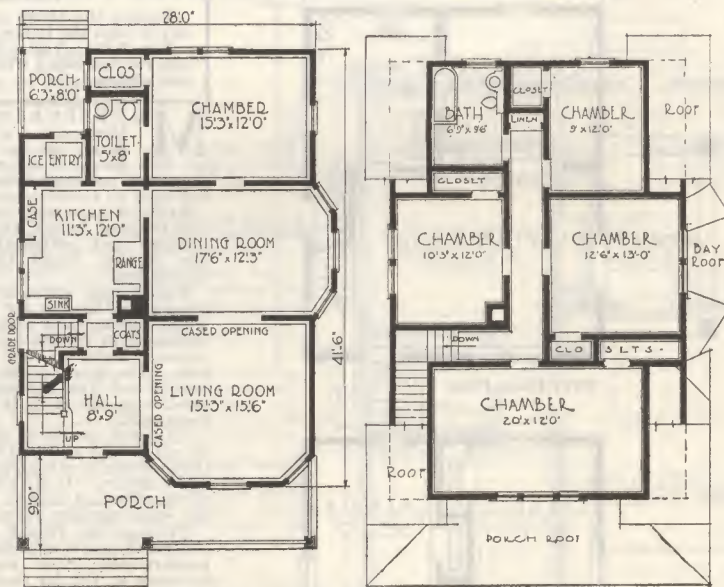 28'.0"
PORCH
6'.3"x8'.0"
CLOS
CHAMBER
15'.3"x12'.0"
TOILET
5'x8'
ICE ENTRY
CASE
KITCHEN
11'.3"x12'.0"
RANGE
SINK
DINING ROOM
17'6"x12'.3"
GRADE DOOR
DOWN
COATS
CASED OPENING
HALL
8'x9'
UP
CASED OPENING
LIVING ROOM
15'.3"x15'.6"
41'.6"
9'.0"
PORCH
BATH
6'.9"x9'6"
CLOSET
LINEN
CHAMBER
9'x12'.0"
ROOF
CLOSET
CHAMBER
10'.3"x12'.0"
CHAMBER
12'6"x13'.0"
BAY
ROOF
DOWN
CLO
SLTS.
CHAMBER
20'x12'.0"
ROOF
PORCH ROOF